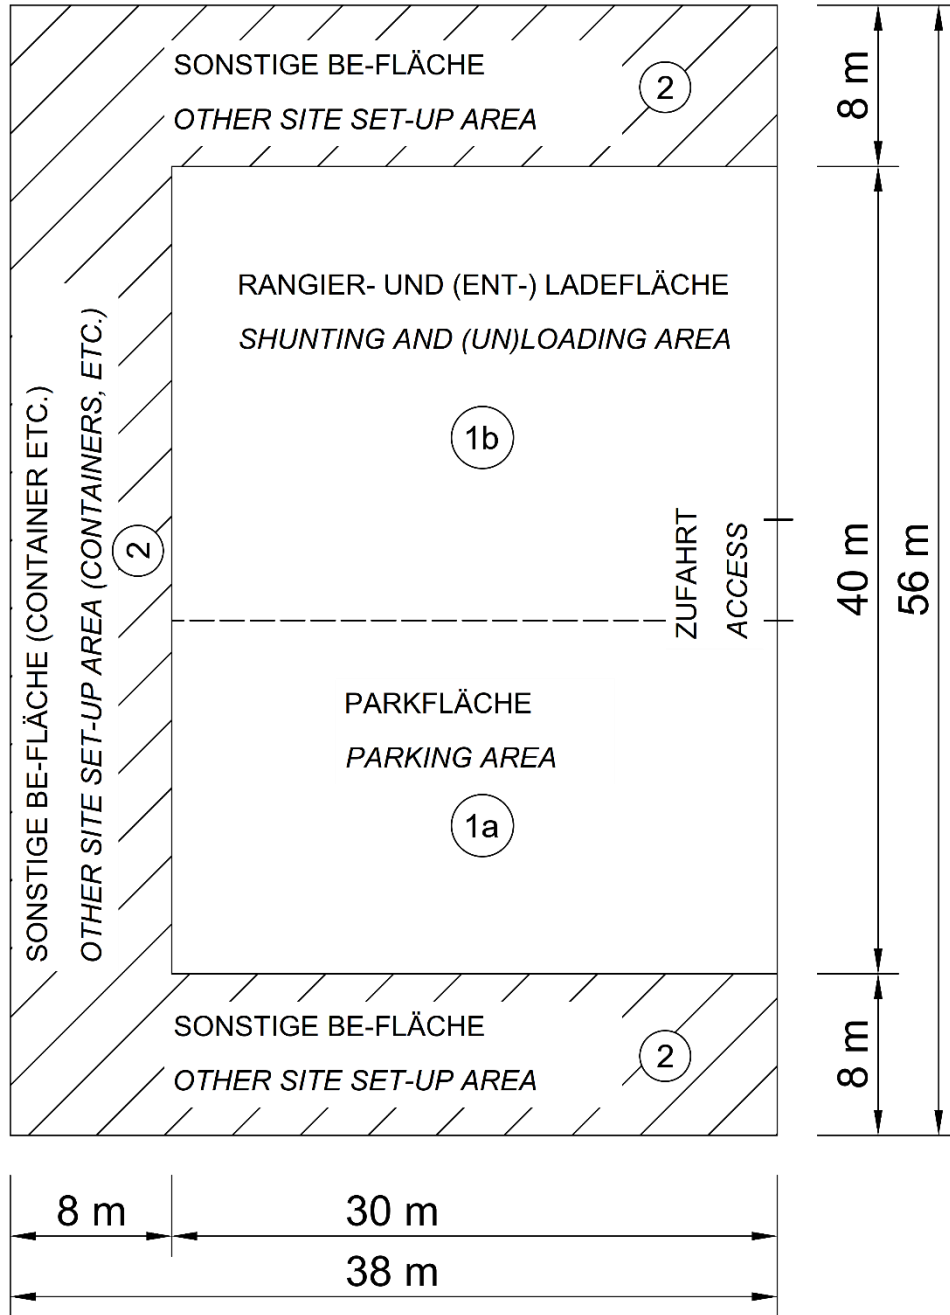 SONSTIGE BE-FLÄCHE
OTHER SITE SET-UP AREA
2
8 m
RANGIER- UND (ENT-) LADEFLÄCHE
SHUNTING AND (UN)LOADING AREA
1b
SONSTIGE BE-FLÄCHE (CONTAINER ETC.)
OTHER SITE SET-UP AREA (CONTAINERS, ETC.)
2
ZUFAHRT
ACCESS
40 m
56 m
PARKFLÄCHE
PARKING AREA
1a
SONSTIGE BE-FLÄCHE
OTHER SITE SET-UP AREA
2
8 m
8 m
30 m
38 m